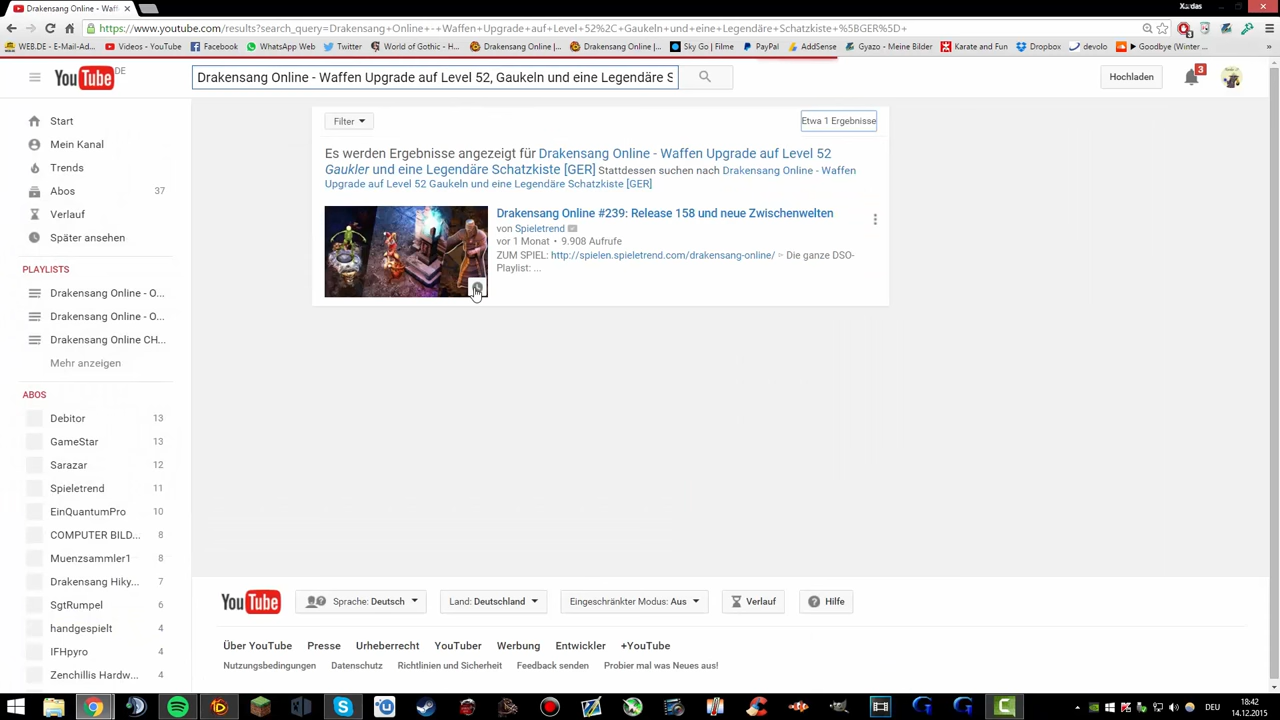 Drakensang Online - Waf
Xardas
https://www.youtube.com/results?search_query=Drakensang+Online+-+Waffen+Upgrade+auf+Level+52%2C+Gaukeln+und+eine+Legendäre+Schatzkiste+%5BGER%5D+
WEB.DE - E-Mail-Ad... Videos - YouTube Facebook WhatsApp Web Twitter World of Gothic - H... Drakensang Online |... Drakensang Online |... Sky Go | Filme PayPal AddSense Gyazo - Meine Bilder Karate and Fun Dropbox devolo Goodbye (Winter ...
YouTube DE
Drakensang Online - Waffen Upgrade auf Level 52, Gaukeln und eine Legendäre S
Hochladen
3
Start
Mein Kanal
Trends
Abos 37
Verlauf
Später ansehen
PLAYLISTS
Drakensang Online - O...
Drakensang Online - O...
Drakensang Online CH...
Mehr anzeigen
ABOS
Debitor 13
GameStar 13
Sarazar 12
Spieletrend 11
EinQuantumPro 10
COMPUTER BILD... 8
Muenzsammler1 8
Drakensang Hiky... 7
SgtRumpel 6
handgespielt 4
IFHpyro 4
Zenchillis Hardw... 4
Filter
Etwa 1 Ergebnisse
Es werden Ergebnisse angezeigt für Drakensang Online - Waffen Upgrade auf Level 52
Gaukler und eine Legendäre Schatzkiste [GER] Stattdessen suchen nach Drakensang Online - Waffen
Upgrade auf Level 52 Gaukeln und eine Legendäre Schatzkiste [GER]
Drakensang Online #239: Release 158 und neue Zwischenwelten
von Spieletrend
vor 1 Monat • 9.908 Aufrufe
ZUM SPIEL: http://spielen.spieletrend.com/drakensang-online/ ▹ Die ganze DSO-
Playlist: ...
YouTube
Sprache: Deutsch
Land: Deutschland
Eingeschränkter Modus: Aus
Verlauf
Hilfe
Über YouTube Presse Urheberrecht YouTuber Werbung Entwickler +YouTube
Nutzungsbedingungen Datenschutz Richtlinien und Sicherheit Feedback senden Probier mal was Neues aus!
DEU
18:42
14.12.2015